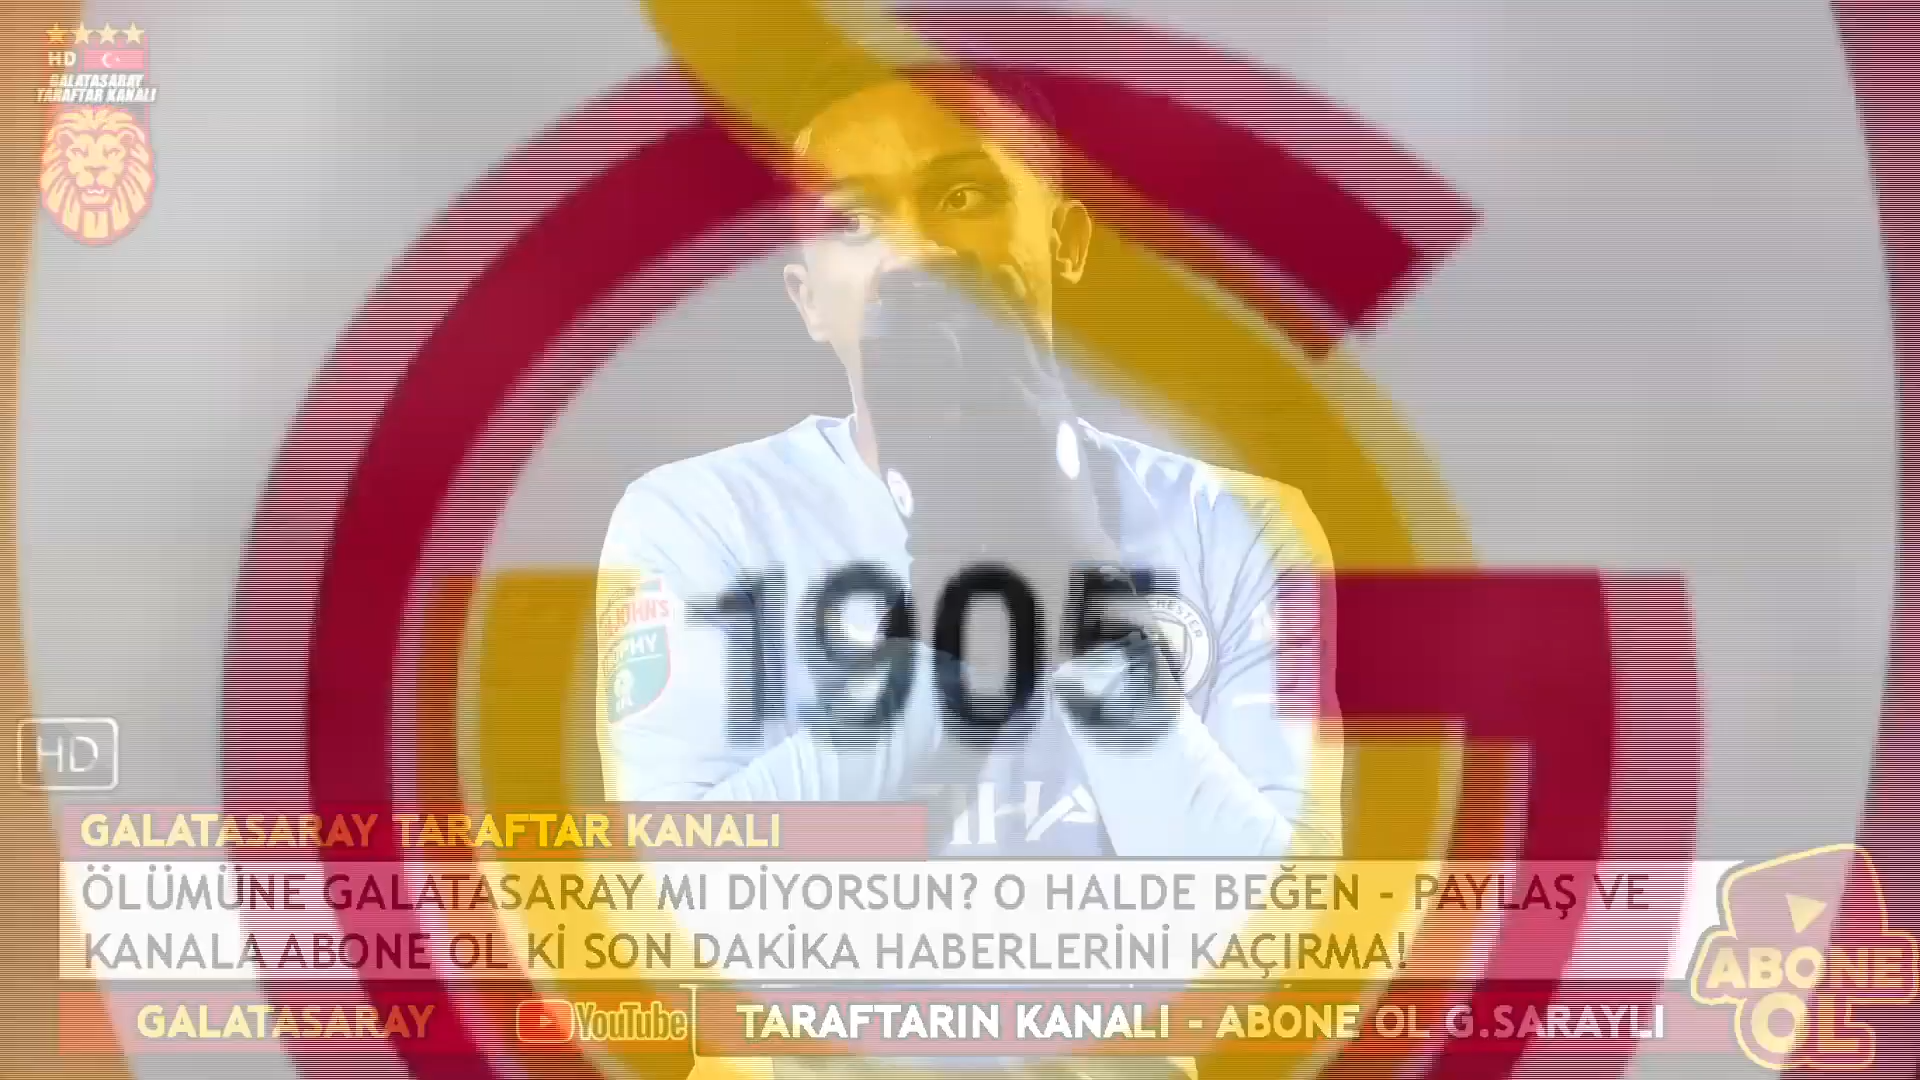 HD
GALATASARAY
TARAFTAR KANALI
1905
HD
GALATASARAY TARAFTAR KANALI
ÖLÜMÜNE GALATASARAY MI DİYORSUN? O HALDE BEĞEN - PAYLAŞ VE
KANALA ABONE OL Kİ SON DAKİKA HABERLERİNİ KAÇIRMA!
GALATASARAY
YouTube
TARAFTARIN KANALI - ABONE OL G.SARAYLI
ABONE
OL